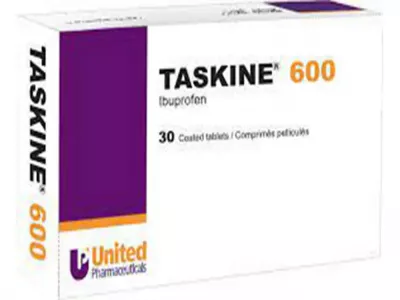 TASKINE® 600
Ibuprofen
30 Coated tablets / Comprimés pelliculés
TASKINE® 600
United
Pharmaceuticals